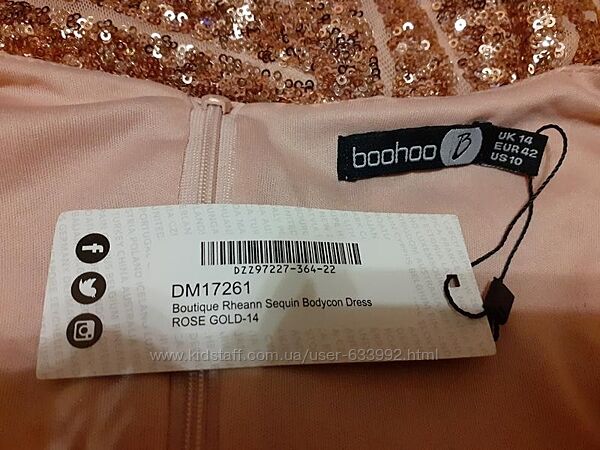 boohoo B
UK 14
EUR 42
US 10
DZZ97227-364-22
DM17261
Boutique Rheann Sequin Bodycon Dress
ROSE GOLD-14
www.kidstaff.com.ua/user-633992.html